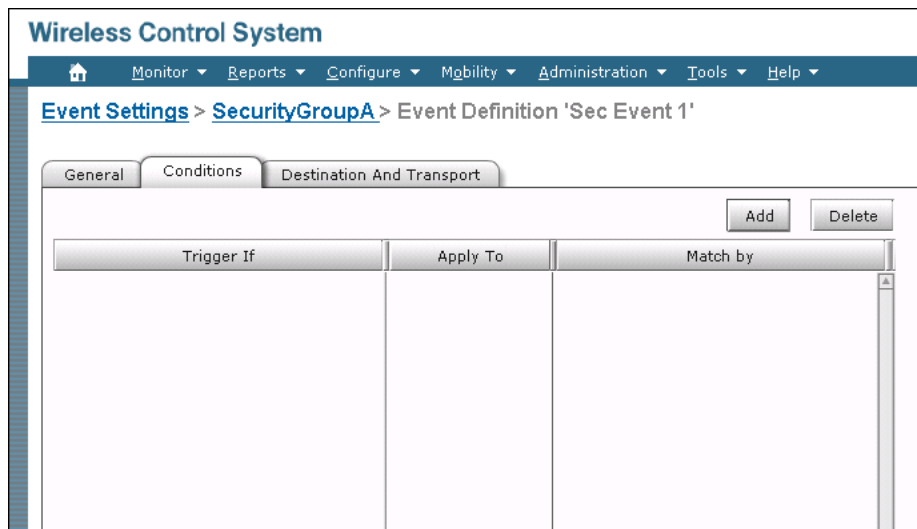 Wireless Control System
Monitor Reports Configure Mobility Administration Tools Help
Event Settings > SecurityGroupA > Event Definition 'Sec Event 1'
General Conditions Destination And Transport
Add Delete
Trigger If Apply To Match by